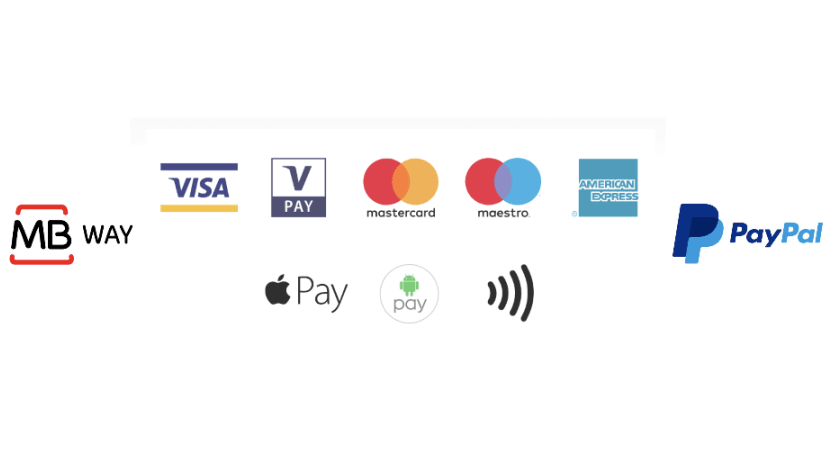 VISA
V
PAY
mastercard
maestro
AMERICAN
EXPRESS
MB WAY
PayPal
Pay
pay